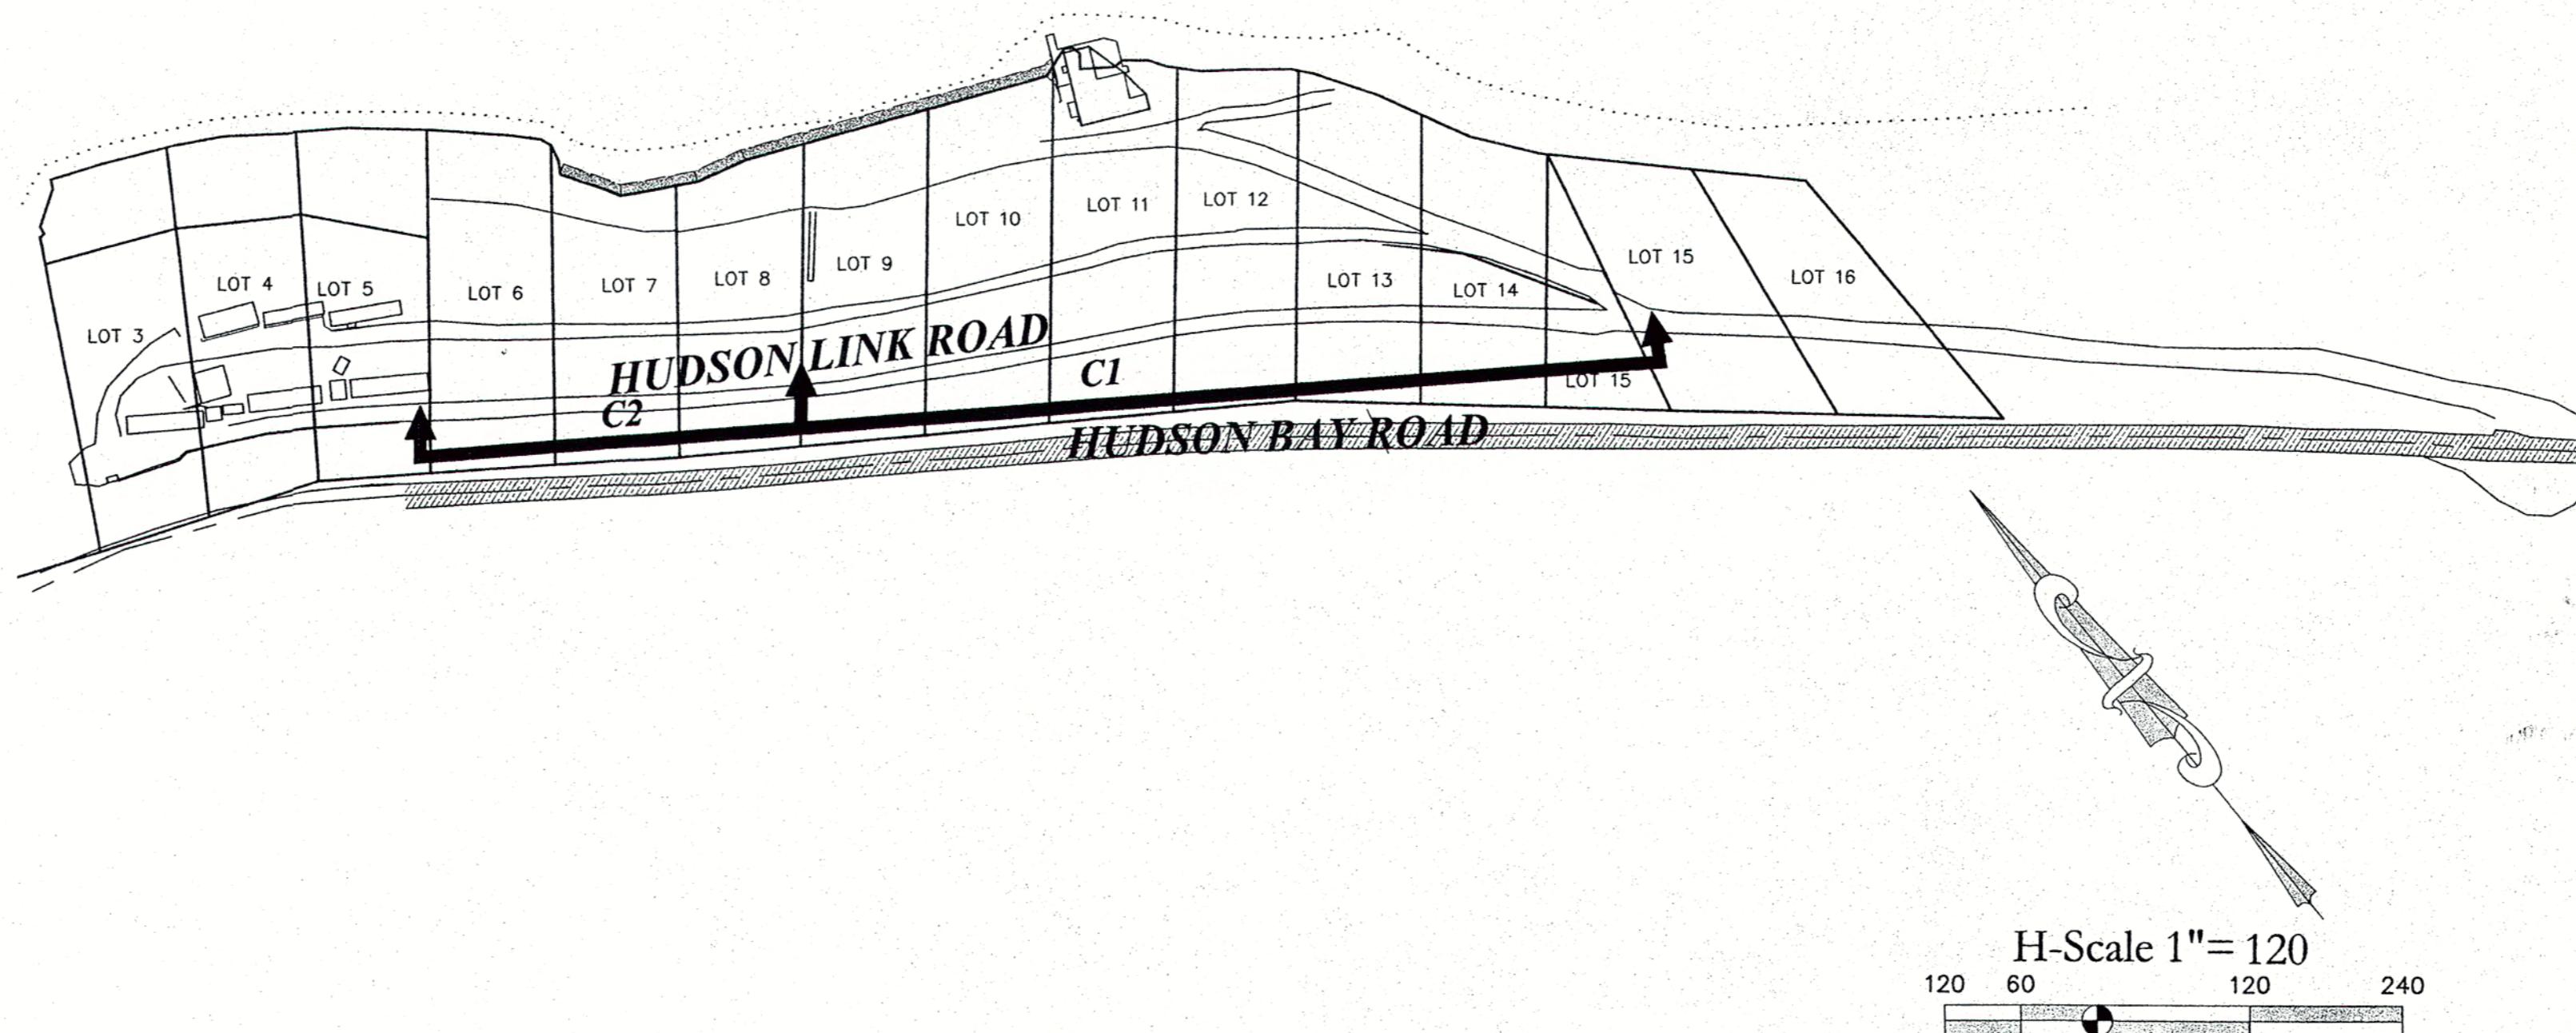 LOT 10
LOT 11
LOT 12
LOT 15
LOT 16
LOT 9
LOT 8
LOT 7
LOT 6
LOT 5
LOT 4
LOT 3
LOT 13
LOT 14
HUDSON LINK ROAD
C1
C2
LOT 15
HUDSON BAY ROAD
H-Scale 1"= 120
120 60 120 240